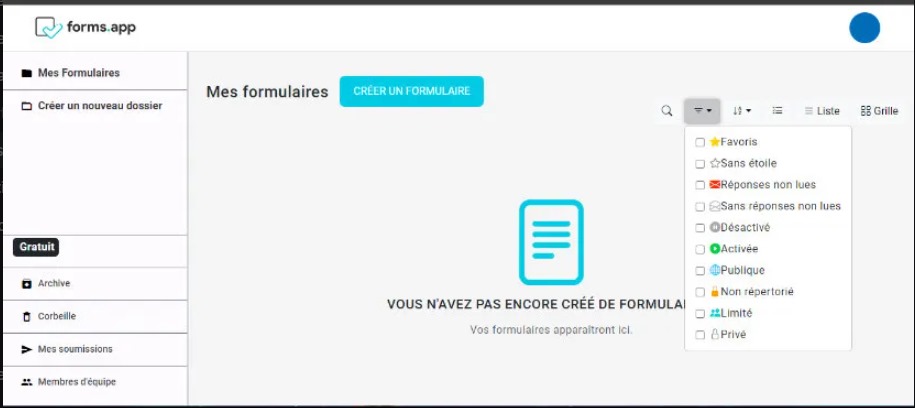 forms.app
Mes Formulaires
Créer un nouveau dossier
Gratuit
Archive
Corbeille
Mes soumissions
Membres d'équipe
Mes formulaires
CRÉER UN FORMULAIRE
Liste
Grille
Favoris
Sans étoile
Réponses non lues
Sans réponses non lues
Désactivé
Activée
Publique
Non répertorié
Limité
Privé
VOUS N'AVEZ PAS ENCORE CRÉÉ DE FORMULAI
Vos formulaires apparaîtront ici.